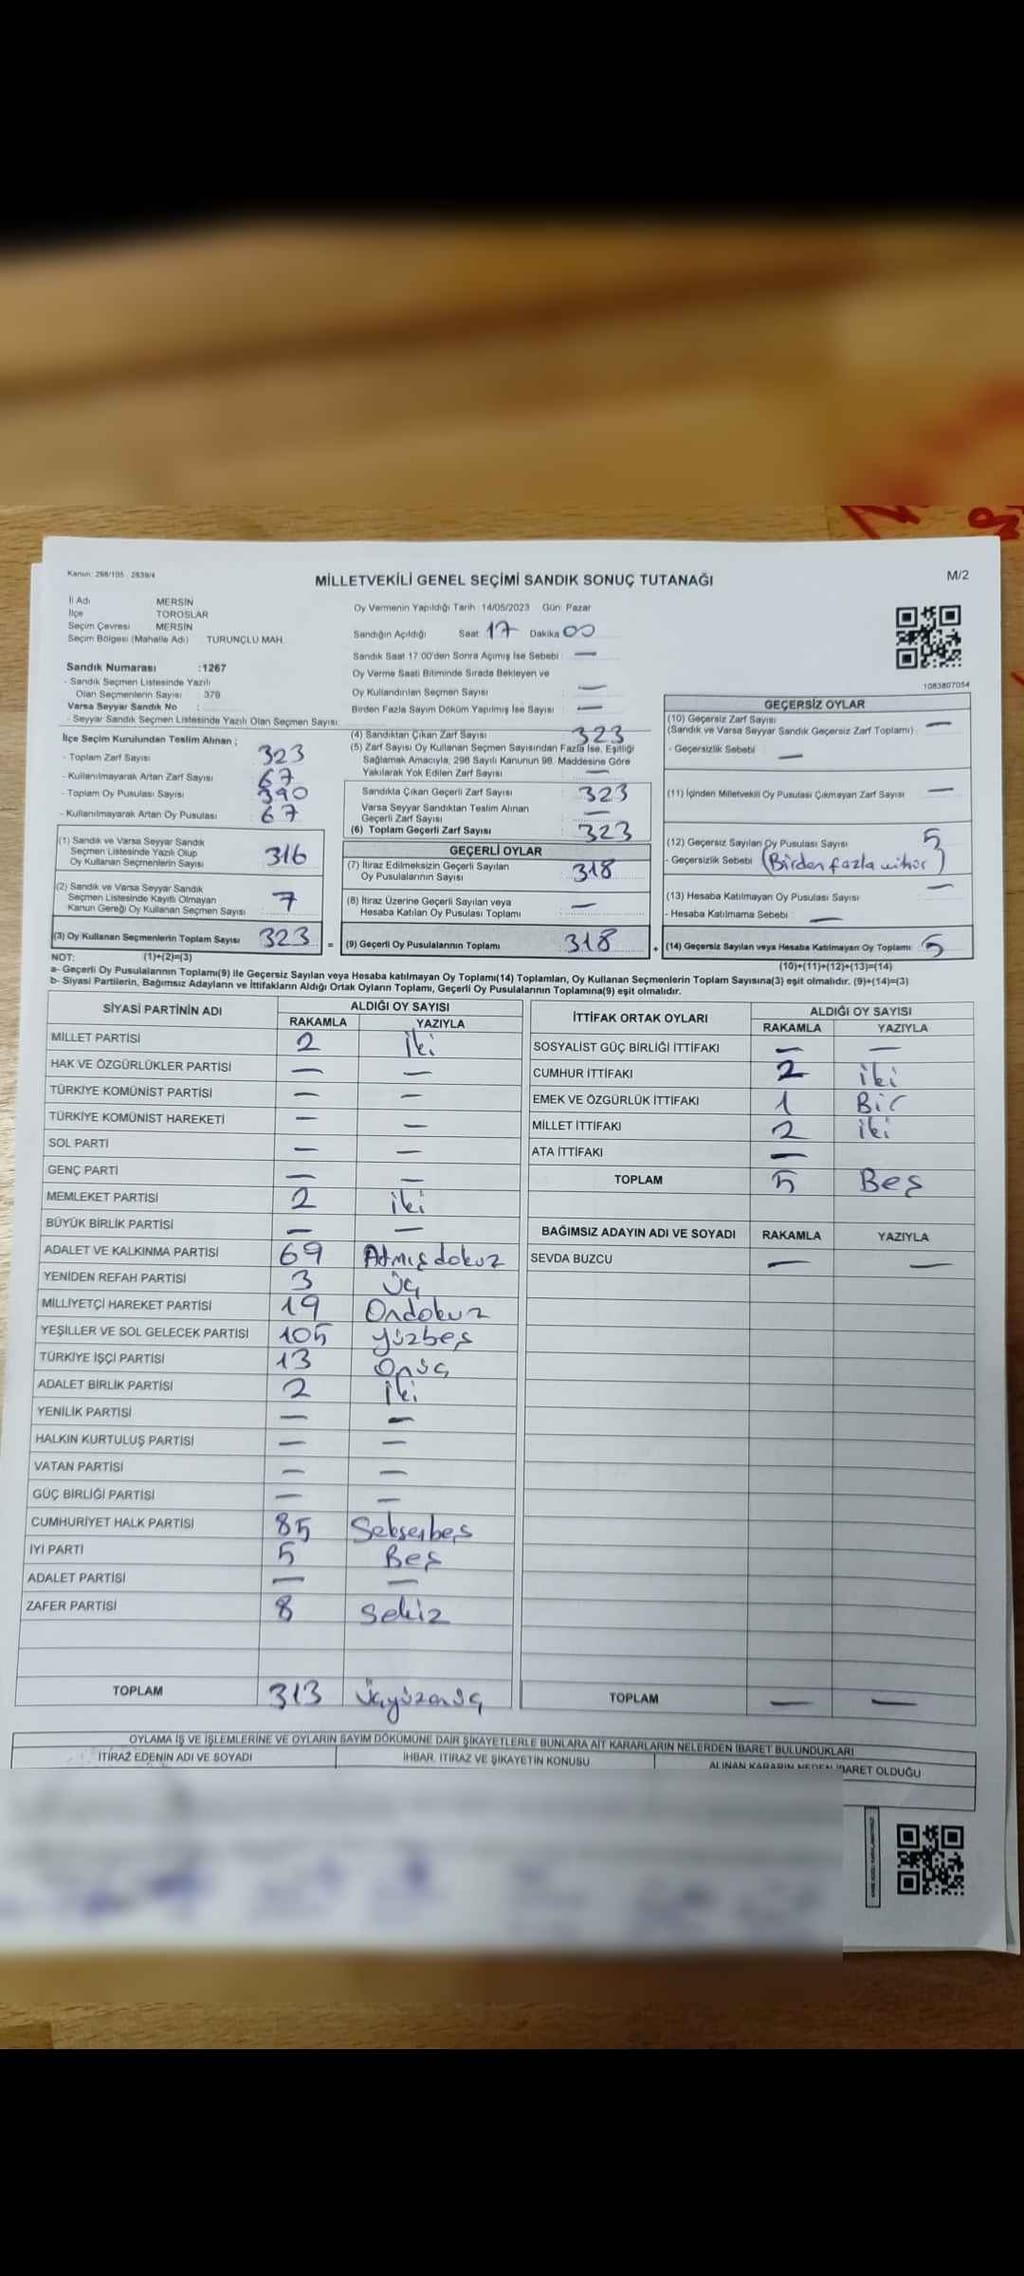 Kanun: 298/105 2839/4
MİLLETVEKİLİ GENEL SEÇİMİ SANDIK SONUÇ TUTANAĞI
M/2
İl Adı MERSİN
İlçe TOROSLAR
Seçim Çevresi MERSİN
Seçim Bölgesi (Mahalle Adı) TURUNÇLU MAH.
Oy Vermenin Yapıldığı Tarih :14/05/2023 Gün: Pazar
Sandığın Açıldığı Saat 17 Dakika 00
Sandık Saat 17:00'den Sonra Açımış İse Sebebi : —
Oy Verme Saati Bitiminde Sırada Bekleyen ve
Oy Kullandırılan Seçmen Sayısı : —
Birden Fazla Sayım Döküm Yapılmış İse Sayısı : —
1083807054
Sandık Numarası :1267
- Sandık Seçmen Listesinde Yazılı
Olan Seçmenlerin Sayısı : 378
Varsa Seyyar Sandık No :
- Seyyar Sandık Seçmen Listesinde Yazılı Olan Seçmen Sayısı:
İlçe Seçim Kurulundan Teslim Alınan ;
- Toplam Zarf Sayısı 323
- Kullanılmayarak Artan Zarf Sayısı 67
- Toplam Oy Pusulası Sayısı 390
- Kullanılmayarak Artan Oy Pusulası 67
(1) Sandık ve Varsa Seyyar Sandık
Seçmen Listesinde Yazılı Olup
Oy Kullanan Seçmenlerin Sayısı 316
(2) Sandık ve Varsa Seyyar Sandık
Seçmen Listesinde Kayıtlı Olmayan
Kanun Gereği Oy Kullanan Seçmen Sayısı 7
(3) Oy Kullanan Seçmenlerin Toplam Sayısı 323 =
(1)+(2)=(3)
(4) Sandıktan Çıkan Zarf Sayısı 323
(5) Zarf Sayısı Oy Kullanan Seçmen Sayısından Fazla İse, Eşitliği
Sağlamak Amacıyla, 298 Sayılı Kanunun 98. Maddesine Göre
Yakılarak Yok Edilen Zarf Sayısı —
Sandıkta Çıkan Geçerli Zarf Sayısı 323
Varsa Seyyar Sandıktan Teslim Alınan
Geçerli Zarf Sayısı —
(6) Toplam Geçerli Zarf Sayısı 323
GEÇERLİ OYLAR
(7) İtiraz Edilmeksizin Geçerli Sayılan
Oy Pusulalarının Sayısı 318
(8) İtiraz Üzerine Geçerli Sayılan veya
Hesaba Katılan Oy Pusulası Toplamı —
(9) Geçerli Oy Pusulalarının Toplamı 318 +
GEÇERSİZ OYLAR
(10) Geçersiz Zarf Sayısı
(Sandık ve Varsa Seyyar Sandık Geçersiz Zarf Toplamı) : —
- Geçersizlik Sebebi —
(11) İçinden Milletvekili Oy Pusulası Çıkmayan Zarf Sayısı —
(12) Geçersiz Sayılan Oy Pusulası Sayısı 5
- Geçersizlik Sebebi (Birden fazla mühür)
(13) Hesaba Katılmayan Oy Pusulası Sayısı —
- Hesaba Katılmama Sebebi : —
(14) Geçersiz Sayılan veya Hesaba Katılmayan Oy Toplamı 5
(10)+(11)+(12)+(13)=(14)
NOT:
a- Geçerli Oy Pusulalarının Toplamı(9) ile Geçersiz Sayılan veya Hesaba katılmayan Oy Toplamı(14) Toplamları, Oy Kullanan Seçmenlerin Toplam Sayısına(3) eşit olmalıdır. (9)+(14)=(3)
b- Siyasi Partilerin, Bağımsız Adayların ve İttifakların Aldığı Ortak Oyların Toplamı, Geçerli Oy Pusulalarının Toplamına(9) eşit olmalıdır.
SİYASİ PARTİNİN ADI ALDIĞI OY SAYISI
RAKAMLA YAZIYLA
MİLLET PARTİSİ 2 iki
HAK VE ÖZGÜRLÜKLER PARTİSİ — —
TÜRKİYE KOMÜNİST PARTİSİ — —
TÜRKİYE KOMÜNİST HAREKETİ — —
SOL PARTİ — —
GENÇ PARTİ — —
MEMLEKET PARTİSİ 2 iki
BÜYÜK BİRLİK PARTİSİ — —
ADALET VE KALKINMA PARTİSİ 69 Atmışdokuz
YENİDEN REFAH PARTİSİ 3 üç
MİLLİYETÇİ HAREKET PARTİSİ 19 Ondokuz
YEŞİLLER VE SOL GELECEK PARTİSİ 105 yüzbeş
TÜRKİYE İŞÇİ PARTİSİ 13 Onüç
ADALET BİRLİK PARTİSİ 2 iki
YENİLİK PARTİSİ — —
HALKIN KURTULUŞ PARTİSİ — —
VATAN PARTİSİ — —
GÜÇ BİRLİĞİ PARTİSİ — —
CUMHURİYET HALK PARTİSİ 85 Seksenbeş
İYİ PARTİ 5 Beş
ADALET PARTİSİ — —
ZAFER PARTİSİ 8 sekiz
TOPLAM 313 üçyüzonüç
İTTİFAK ORTAK OYLARI ALDIĞI OY SAYISI
RAKAMLA YAZIYLA
SOSYALİST GÜÇ BİRLİĞİ İTTİFAKI — —
CUMHUR İTTİFAKI 2 iki
EMEK VE ÖZGÜRLÜK İTTİFAKI 1 Bir
MİLLET İTTİFAKI 2 iki
ATA İTTİFAKI —
TOPLAM 5 Beş
BAĞIMSIZ ADAYIN ADI VE SOYADI RAKAMLA YAZIYLA
SEVDA BUZCU — —
TOPLAM — —
OYLAMA İŞ VE İŞLEMLERİNE VE OYLARIN SAYIM DÖKÜMÜNE DAİR ŞİKAYETLERLE BUNLARA AİT KARARLARIN NELERDEN İBARET BULUNDUKLARI
İTİRAZ EDENİN ADI VE SOYADI İHBAR, İTİRAZ VE ŞİKAYETİN KONUSU ALINAN KARARIN NEDEN İBARET OLDUĞU